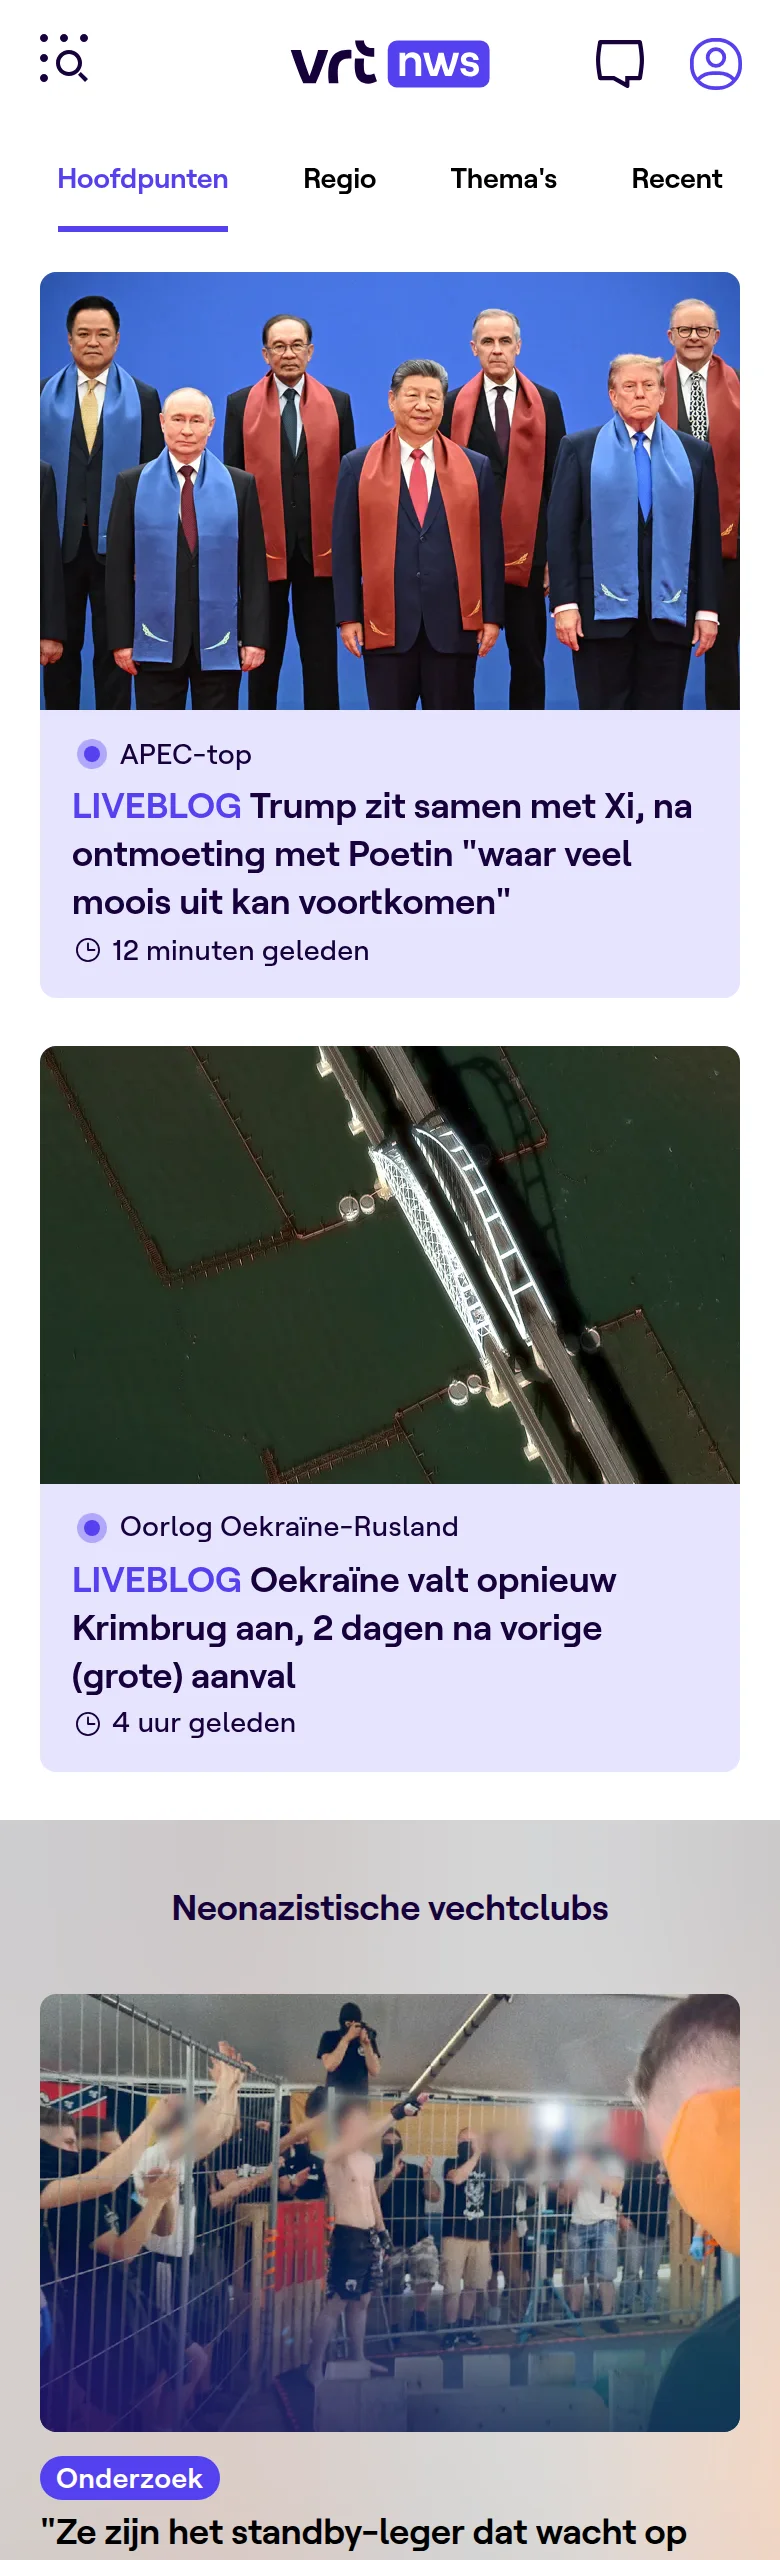 vrt nws
Hoofdpunten
Regio
Thema's
Recent
APEC-top
LIVEBLOG Trump zit samen met Xi, na
ontmoeting met Poetin "waar veel
moois uit kan voortkomen"
12 minuten geleden
Oorlog Oekraïne-Rusland
LIVEBLOG Oekraïne valt opnieuw
Krimbrug aan, 2 dagen na vorige
(grote) aanval
4 uur geleden
Neonazistische vechtclubs
Onderzoek
"Ze zijn het standby-leger dat wacht op